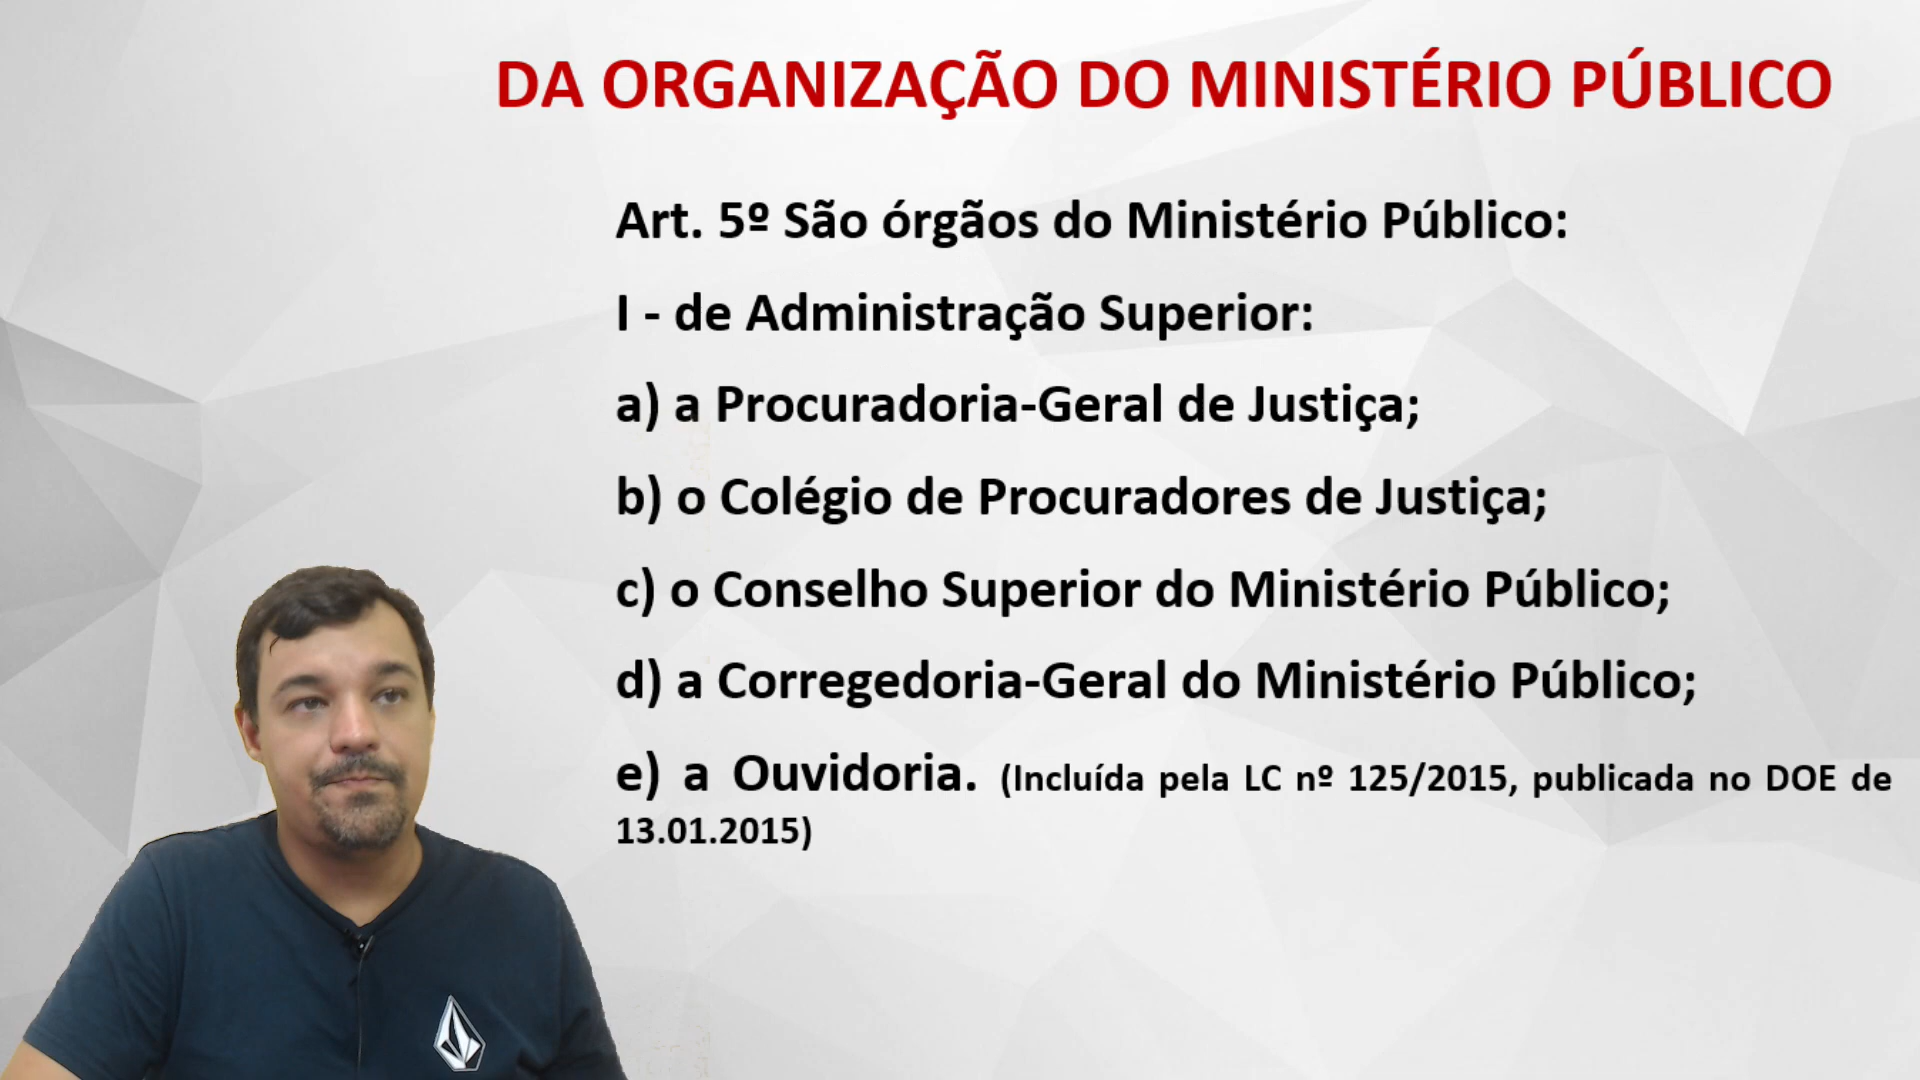 DA ORGANIZAÇÃO DO MINISTÉRIO PÚBLICO
Art. 5º São órgãos do Ministério Público:
I - de Administração Superior:
a) a Procuradoria-Geral de Justiça;
b) o Colégio de Procuradores de Justiça;
c) o Conselho Superior do Ministério Público;
d) a Corregedoria-Geral do Ministério Público;
e) a Ouvidoria. (Incluída pela LC nº 125/2015, publicada no DOE de
13.01.2015)